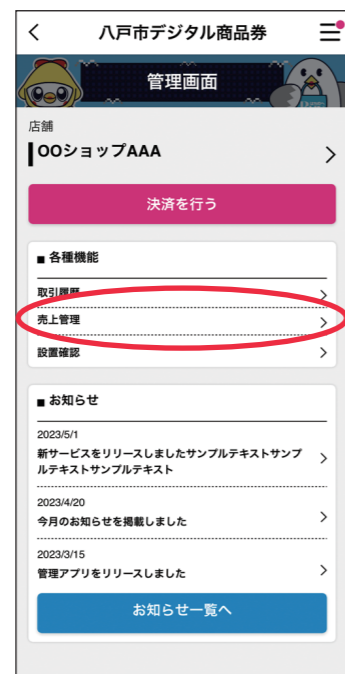 八戸市デジタル商品券
管理画面
店舗
OOショップAAA
決済を行う
■ 各種機能
取引履歴
売上管理
設置確認
■ お知らせ
2023/5/1
新サービスをリリースしましたサンプルテキストサンプ
ルテキストサンプルテキスト
2023/4/20
今月のお知らせを掲載しました
2023/3/15
管理アプリをリリースしました
お知らせ一覧へ